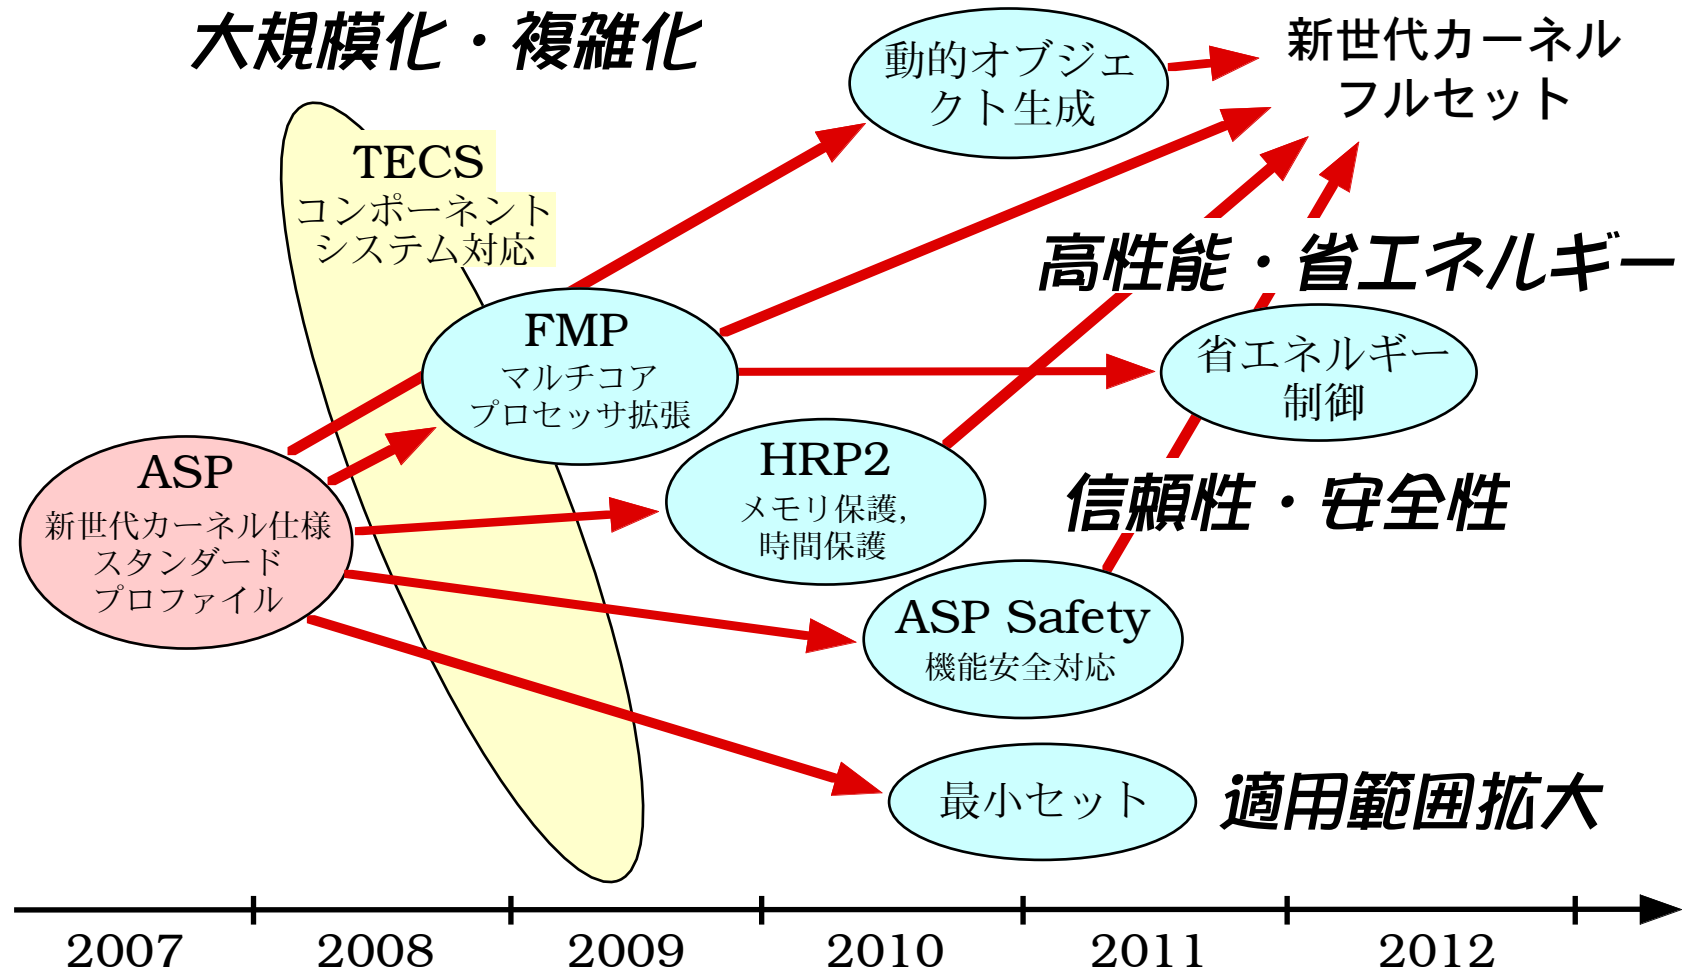 大規模化・複雑化
動的オブジェ
クト生成
新世代カーネル
フルセット
TECS
コンポーネント
システム対応
高性能・省エネルギー
FMP
マルチコア
プロセッサ拡張
省エネルギー
制御
ASP
新世代カーネル仕様
スタンダード
プロファイル
HRP2
メモリ保護,
時間保護
信頼性・安全性
ASP Safety
機能安全対応
最小セット
適用範囲拡大
2007 2008 2009 2010 2011 2012